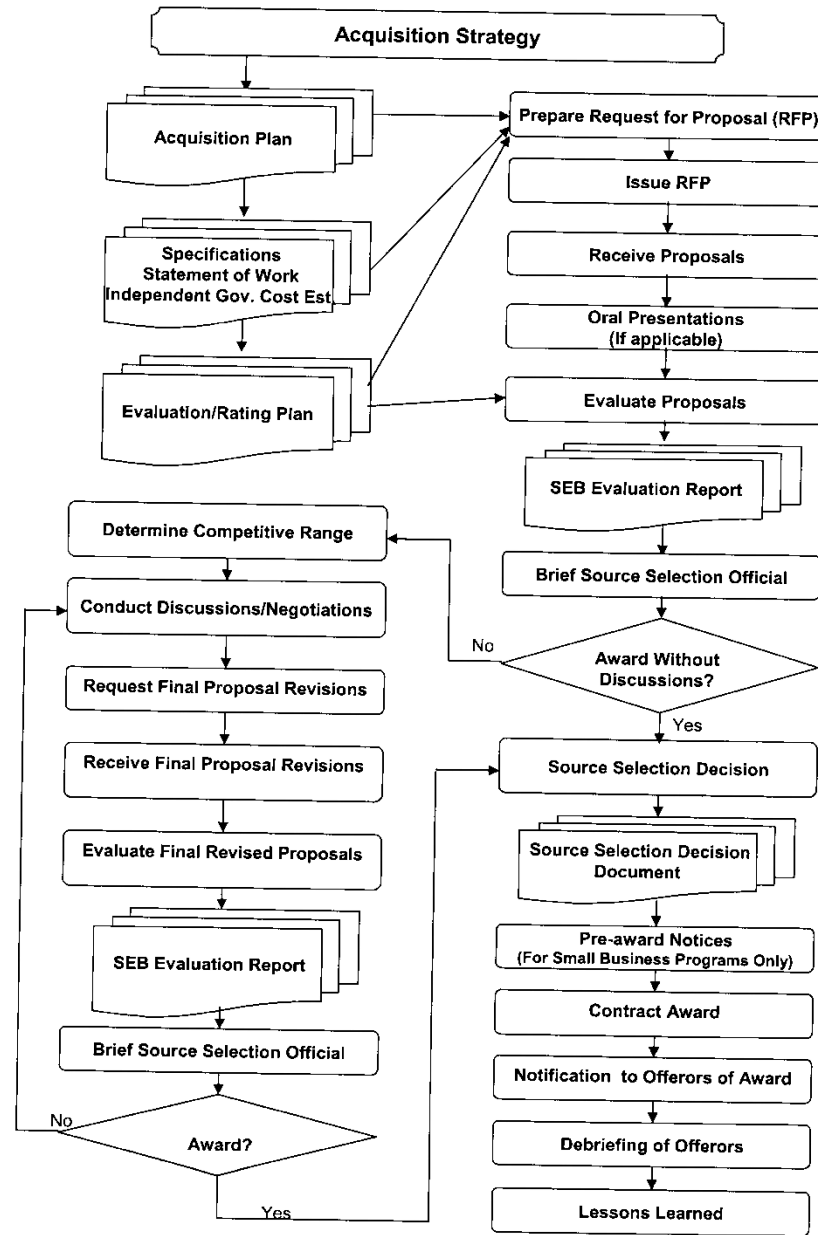 Acquisition Strategy
Acquisition Plan
Specifications
Statement of Work
Independent Gov. Cost Est.
Evaluation/Rating Plan
Prepare Request for Proposal (RFP)
Issue RFP
Receive Proposals
Oral Presentations
(If applicable)
Evaluate Proposals
SEB Evaluation Report
Brief Source Selection Official
Award Without
Discussions?
No
Yes
Determine Competitive Range
Conduct Discussions/Negotiations
Request Final Proposal Revisions
Receive Final Proposal Revisions
Evaluate Final Revised Proposals
SEB Evaluation Report
Brief Source Selection Official
Award?
No
Yes
Source Selection Decision
Source Selection Decision
Document
Pre-award Notices
(For Small Business Programs Only)
Contract Award
Notification to Offerors of Award
Debriefing of Offerors
Lessons Learned